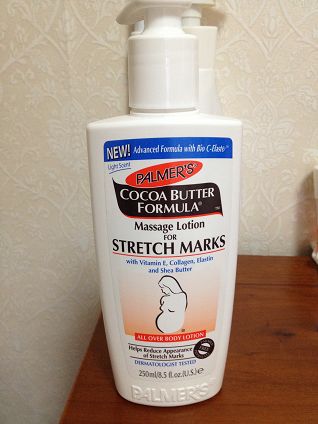 NEW! Advanced Formula with Bio C-Elasto™
Light Scent
PALMER'S®
COCOA BUTTER
FORMULA®
Massage Lotion
FOR
STRETCH MARKS
with Vitamin E, Collagen, Elastin
and Shea Butter
ALL OVER BODY LOTION
Helps Reduce Appearance
of Stretch Marks
DERMATOLOGIST TESTED
250ml/8.5 fl.oz.(U.S.)℮
PALMER'S